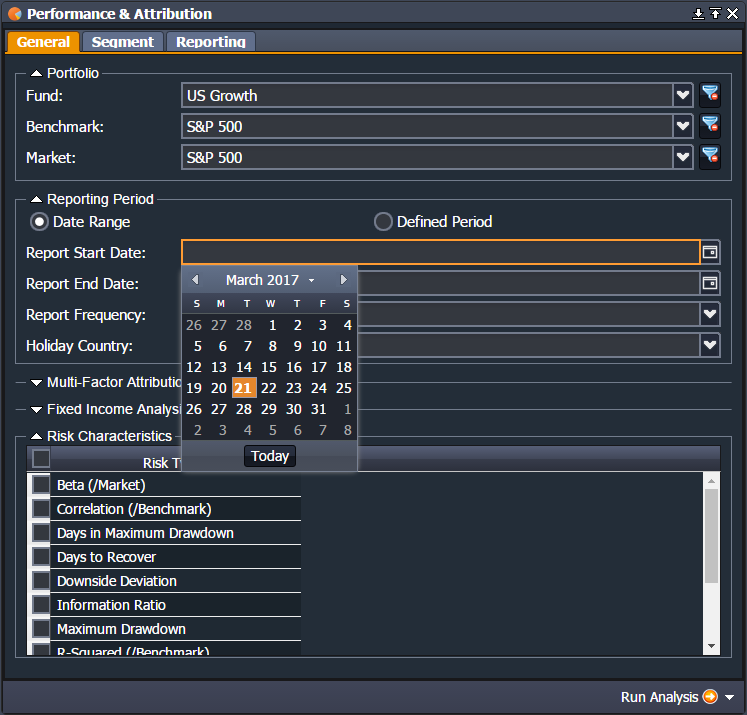 Performance & Attribution
General Segment Reporting
Portfolio
Fund: US Growth
Benchmark: S&P 500
Market: S&P 500
Reporting Period
Date Range Defined Period
Report Start Date:
Report End Date:
Report Frequency:
Holiday Country:
March 2017
S M T W T F S
26 27 28 1 2 3 4
5 6 7 8 9 10 11
12 13 14 15 16 17 18
19 20 21 22 23 24 25
26 27 28 29 30 31 1
2 3 4 5 6 7 8
Today
Multi-Factor Attributio
Fixed Income Analysi
Risk Characteristics
Risk T
Beta (/Market)
Correlation (/Benchmark)
Days in Maximum Drawdown
Days to Recover
Downside Deviation
Information Ratio
Maximum Drawdown
R-Squared (/Benchmark)
Run Analysis